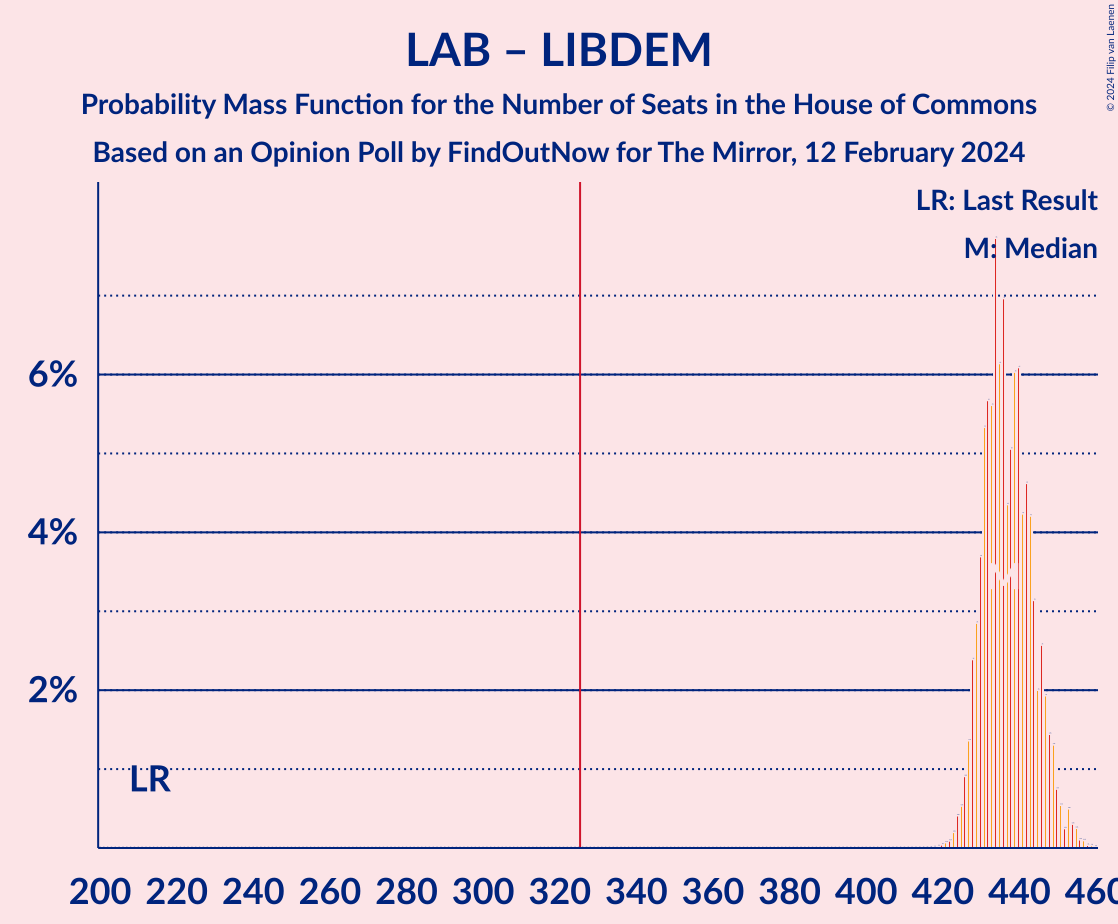 LAB – LIBDEM
Probability Mass Function for the Number of Seats in the House of Commons
Based on an Opinion Poll by FindOutNow for The Mirror, 12 February 2024
© 2024 Filip van Laenen
LR: Last Result
M: Median
6%
4%
2%
LR
200 220 240 260 280 300 320 340 360 380 400 420 440 460